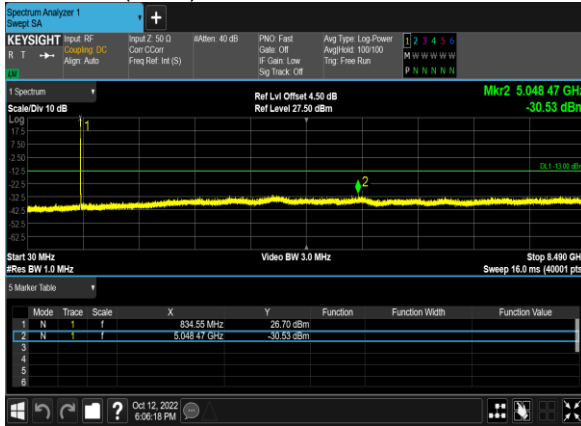 Spectrum Analyzer 1
Swept SA
+
KEYSIGHT Input: RF Input Z: 50 Ω #Atten: 40 dB PNO: Fast Avg Type: Log-Power 1 2 3 4 5 6
R T Coupling: DC Corr CCorr Gate: Off Avg|Hold: 100/100 M W W W W W
Align: Auto Freq Ref: Int (S) IF Gain: Low Trig: Free Run
Sig Track: Off P N N N N N
1 Spectrum Ref Lvl Offset 4.50 dB Mkr2 5.048 47 GHz
Scale/Div 10 dB Ref Level 27.50 dBm -30.53 dBm
Log
17.5 1
7.50
-2.50
-12.5 DL1 -13.00 dBm
-22.5 2
-32.5
-42.5
-52.5
-62.5
Start 30 MHz Video BW 3.0 MHz Stop 8.490 GHz
#Res BW 1.0 MHz Sweep 16.0 ms (40001 pts)
5 Marker Table
Mode Trace Scale X Y Function Function Width Function Value
1 N 1 f 834.55 MHz 26.70 dBm
2 N 1 f 5.048 47 GHz -30.53 dBm
3
4
5
6
? Oct 12, 2022
6:06:18 PM